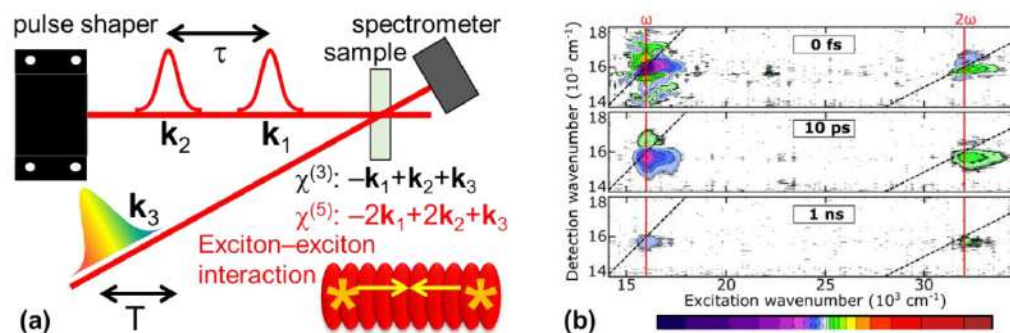 pulse shaper
spectrometer
sample
τ
k₂
k₁
k₃
χ⁽³⁾: –k₁+k₂+k₃
χ⁽⁵⁾: –2k₁+2k₂+k₃
Exciton–exciton
interaction
T
(a)
ω
2ω
0 fs
10 ps
1 ns
18
16
14
18
16
14
18
16
14
Detection wavenumber (10³ cm⁻¹)
15
20
25
30
Excitation wavenumber (10³ cm⁻¹)
(b)